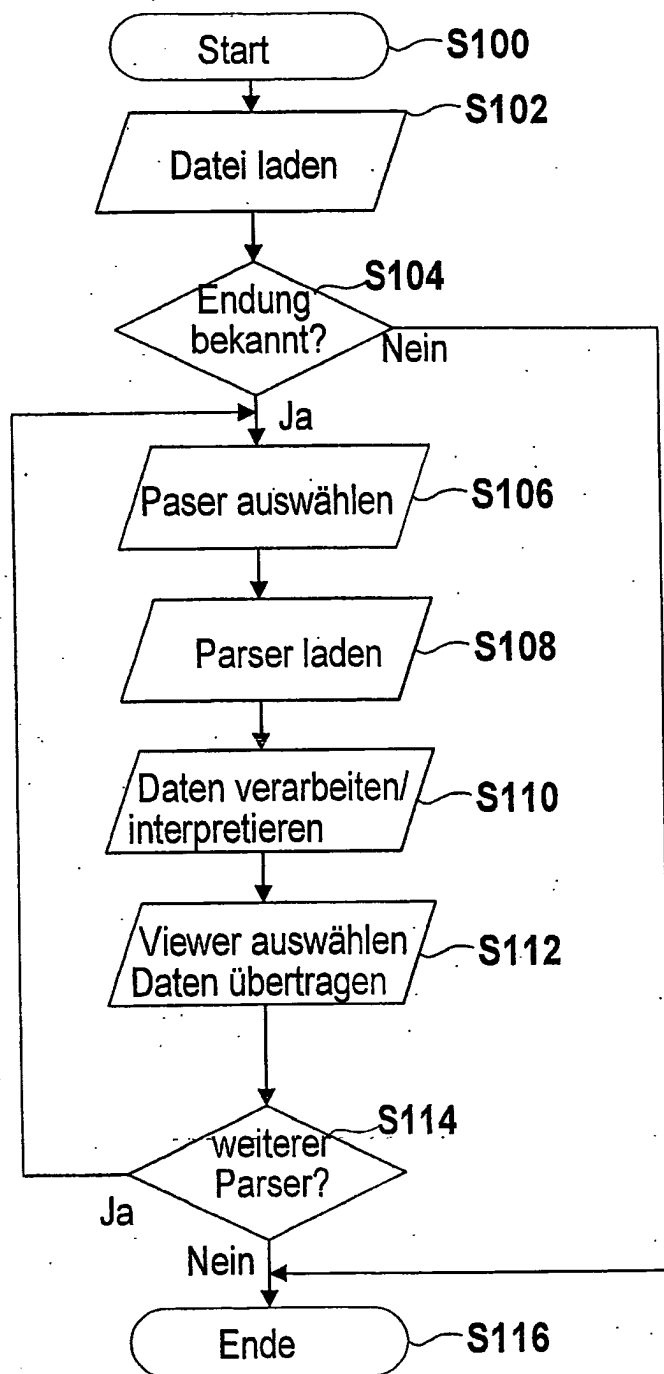 Start
S100
S102
Datei laden
S104
Endung
bekannt?
Nein
Ja
Paser auswählen
S106
Parser laden
S108
Daten verarbeiten/
interpretieren
S110
Viewer auswählen
Daten übertragen
S112
S114
weiterer
Parser?
Ja
Nein
Ende
S116